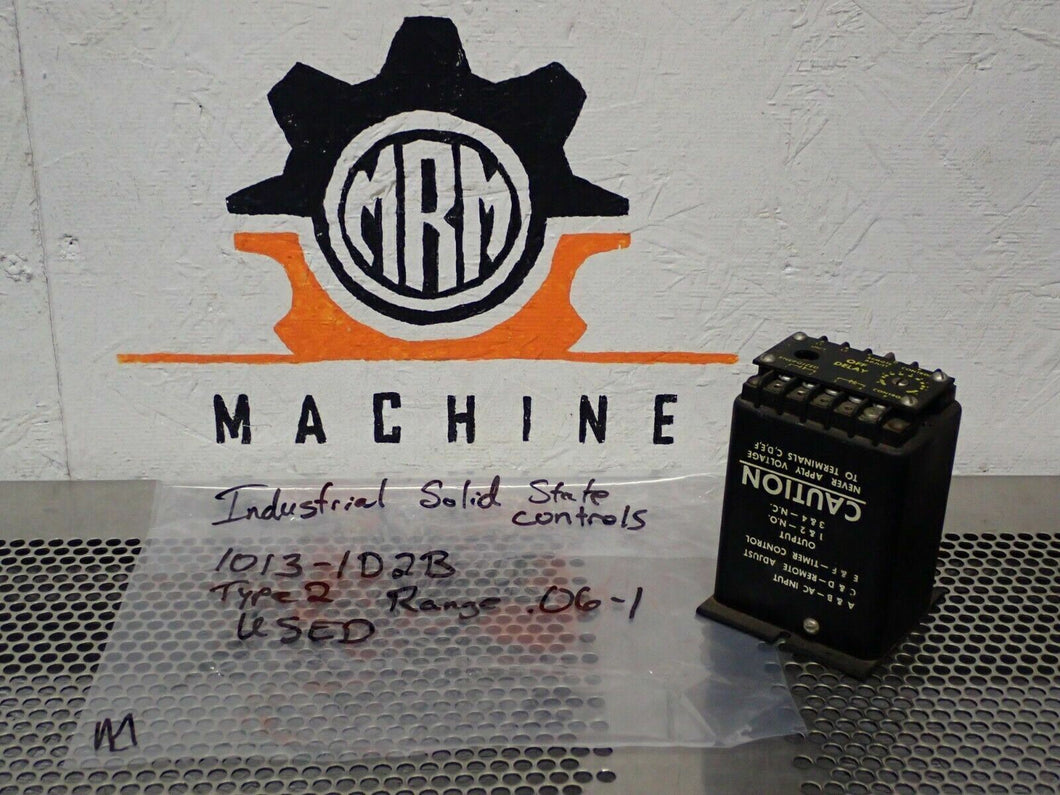 MRM
MACHINE
Industrial Solid State
controls
1013-1D2B
Type 2 Range .06-1
USED
M
OFF
DELAY
A & B — AC INPUT
C & D — REMOTE ADJUST
E & F — TIMER CONTROL
OUTPUT
1 & 2 — N.O.
3 & 4 — N.C.
CAUTION
NEVER APPLY VOLTAGE
TO TERMINALS C,D,E,F